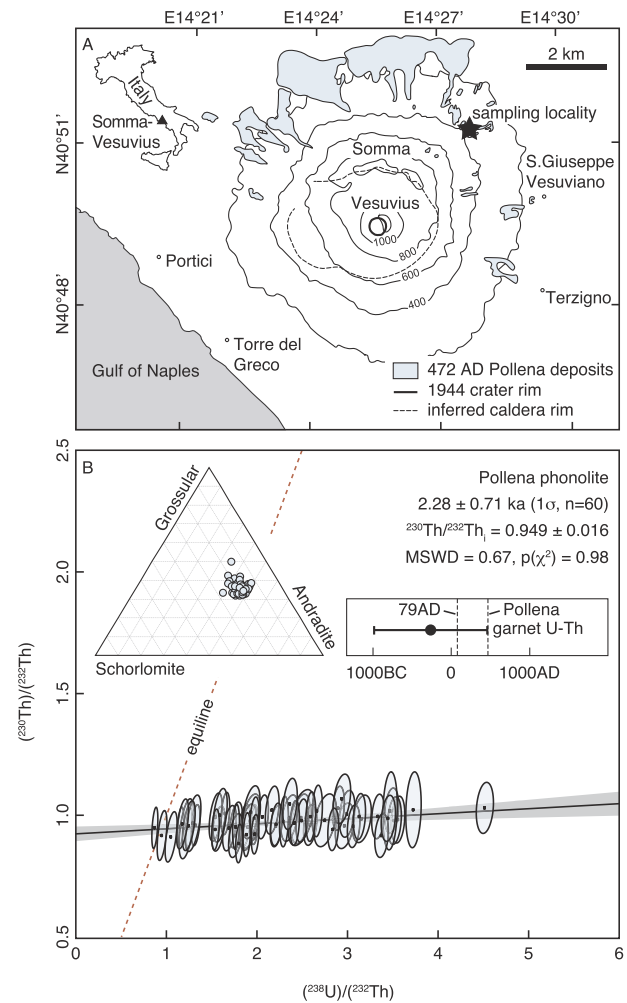 E14°21’ E14°24’ E14°27’ E14°30’
A
2 km
Italy
Somma-
Vesuvius
sampling locality
N40°51’
Somma
S.Giuseppe
Vesuviano
Vesuvius
1000
800
600
400
Portici
N40°48’
Terzigno
Torre del
Greco
Gulf of Naples
472 AD Pollena deposits
1944 crater rim
inferred caldera rim
B
2.5
2.0
1.5
1.0
0.5
(²³⁰Th)/(²³²Th)
Grossular
Andradite
Schorlomite
Pollena phonolite
2.28 ± 0.71 ka (1σ, n=60)
²³⁰Th/²³²Thᵢ = 0.949 ± 0.016
MSWD = 0.67, p(χ²) = 0.98
79AD Pollena
garnet U-Th
1000BC 0 1000AD
equiline
0 1 2 3 4 5 6
(²³⁸U)/(²³²Th)